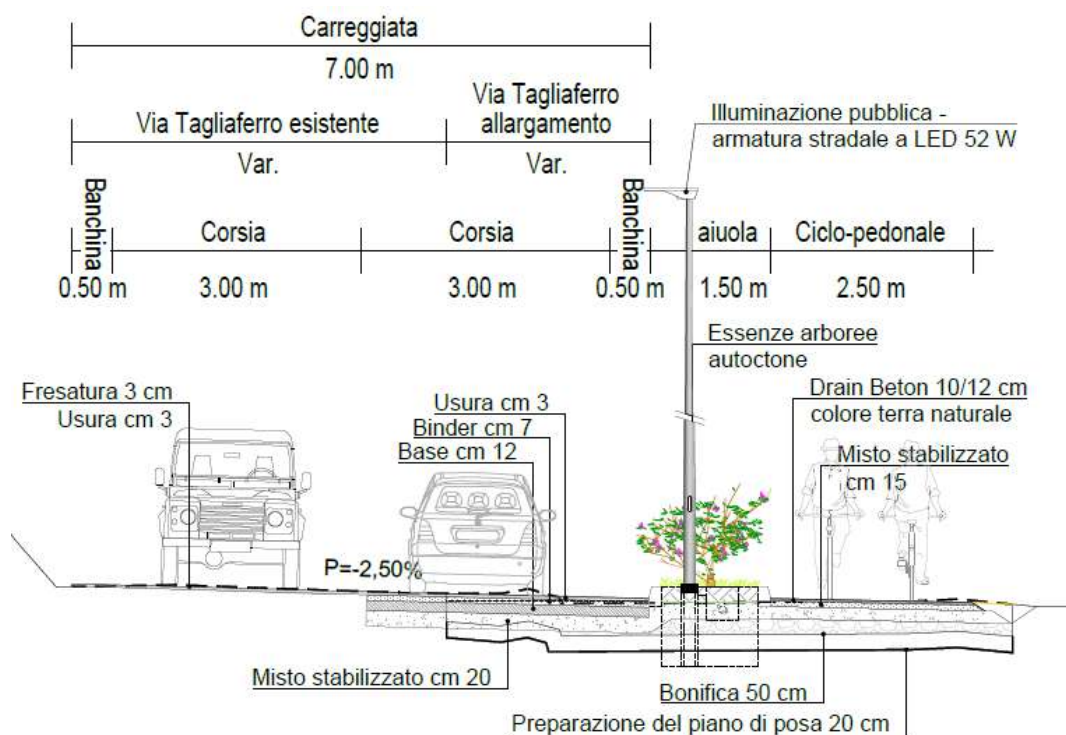 Carreggiata
7.00 m
Via Tagliaferro esistente
Var.
Via Tagliaferro
allargamento
Var.
Illuminazione pubblica -
armatura stradale a LED 52 W
Banchina
0.50 m
Corsia
3.00 m
Corsia
3.00 m
Banchina
0.50 m
aiuola
1.50 m
Ciclo-pedonale
2.50 m
Essenze arboree
autoctone
Fresatura 3 cm
Usura cm 3
Usura cm 3
Binder cm 7
Base cm 12
Drain Beton 10/12 cm
colore terra naturale
Misto stabilizzato
cm 15
P=-2,50%
Misto stabilizzato cm 20
Bonifica 50 cm
Preparazione del piano di posa 20 cm